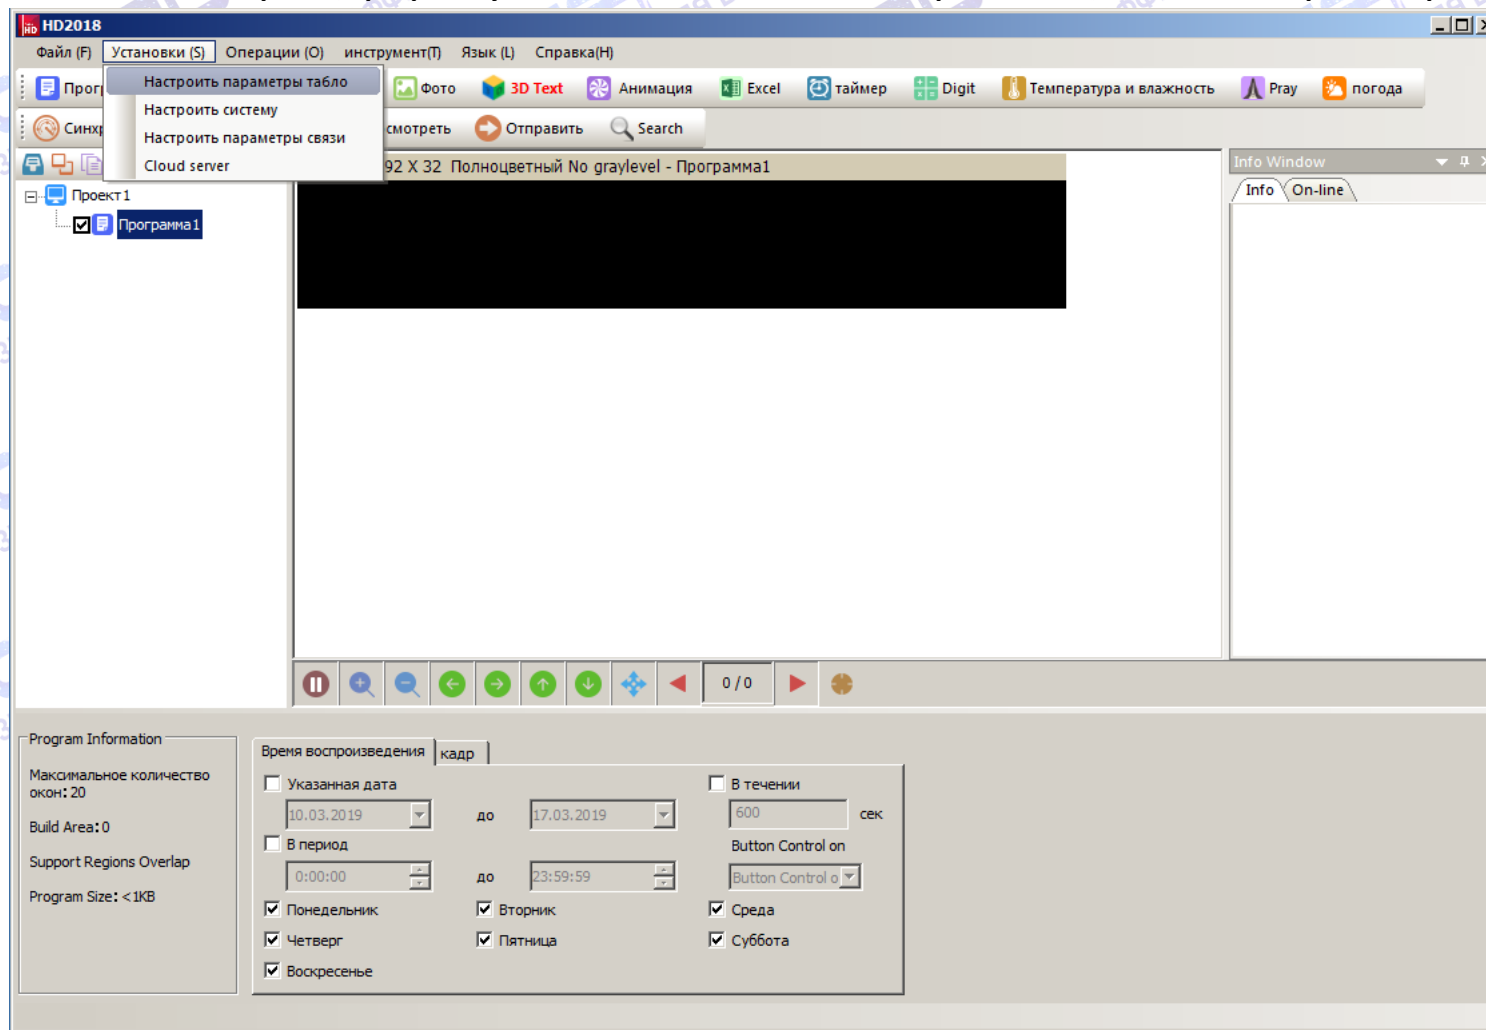 HD2018
Файл (F) Установки (S) Операции (O) инструмент(T) Язык (L) Справка(H)
Настроить параметры табло
Настроить систему
Настроить параметры связи
Cloud server
Фото 3D Text Анимация Excel таймер Digit Температура и влажность Pray погода
Отправить Search
92 X 32 Полноцветный No graylevel - Программа1
Проект1
Программа1
Info Window
Info On-line
0 / 0
Program Information
Максимальное количество
окон: 20
Build Area: 0
Support Regions Overlap
Program Size: <1KB
Время воспроизведения кадр
Указанная дата В течении
10.03.2019 до 17.03.2019 600 сек
В период Button Control on
0:00:00 до 23:59:59 Button Control o
Понедельник Вторник Среда
Четверг Пятница Суббота
Воскресенье